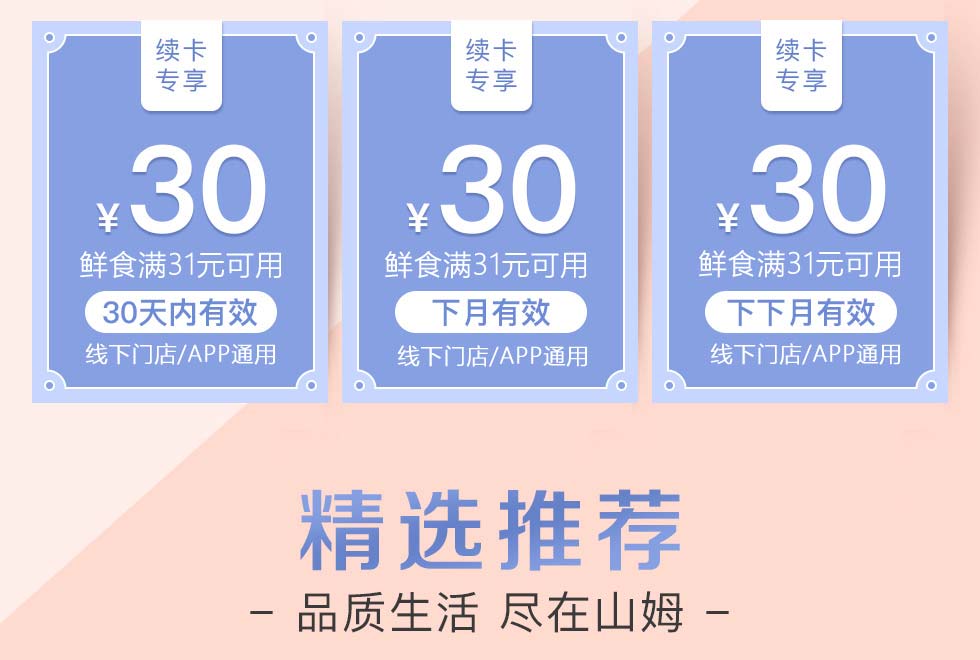 续卡
专享
¥30
鲜食满31元可用
30天内有效
线下门店/APP通用
续卡
专享
¥30
鲜食满31元可用
下月有效
线下门店/APP通用
续卡
专享
¥30
鲜食满31元可用
下下月有效
线下门店/APP通用
精选推荐
– 品质生活 尽在山姆 –